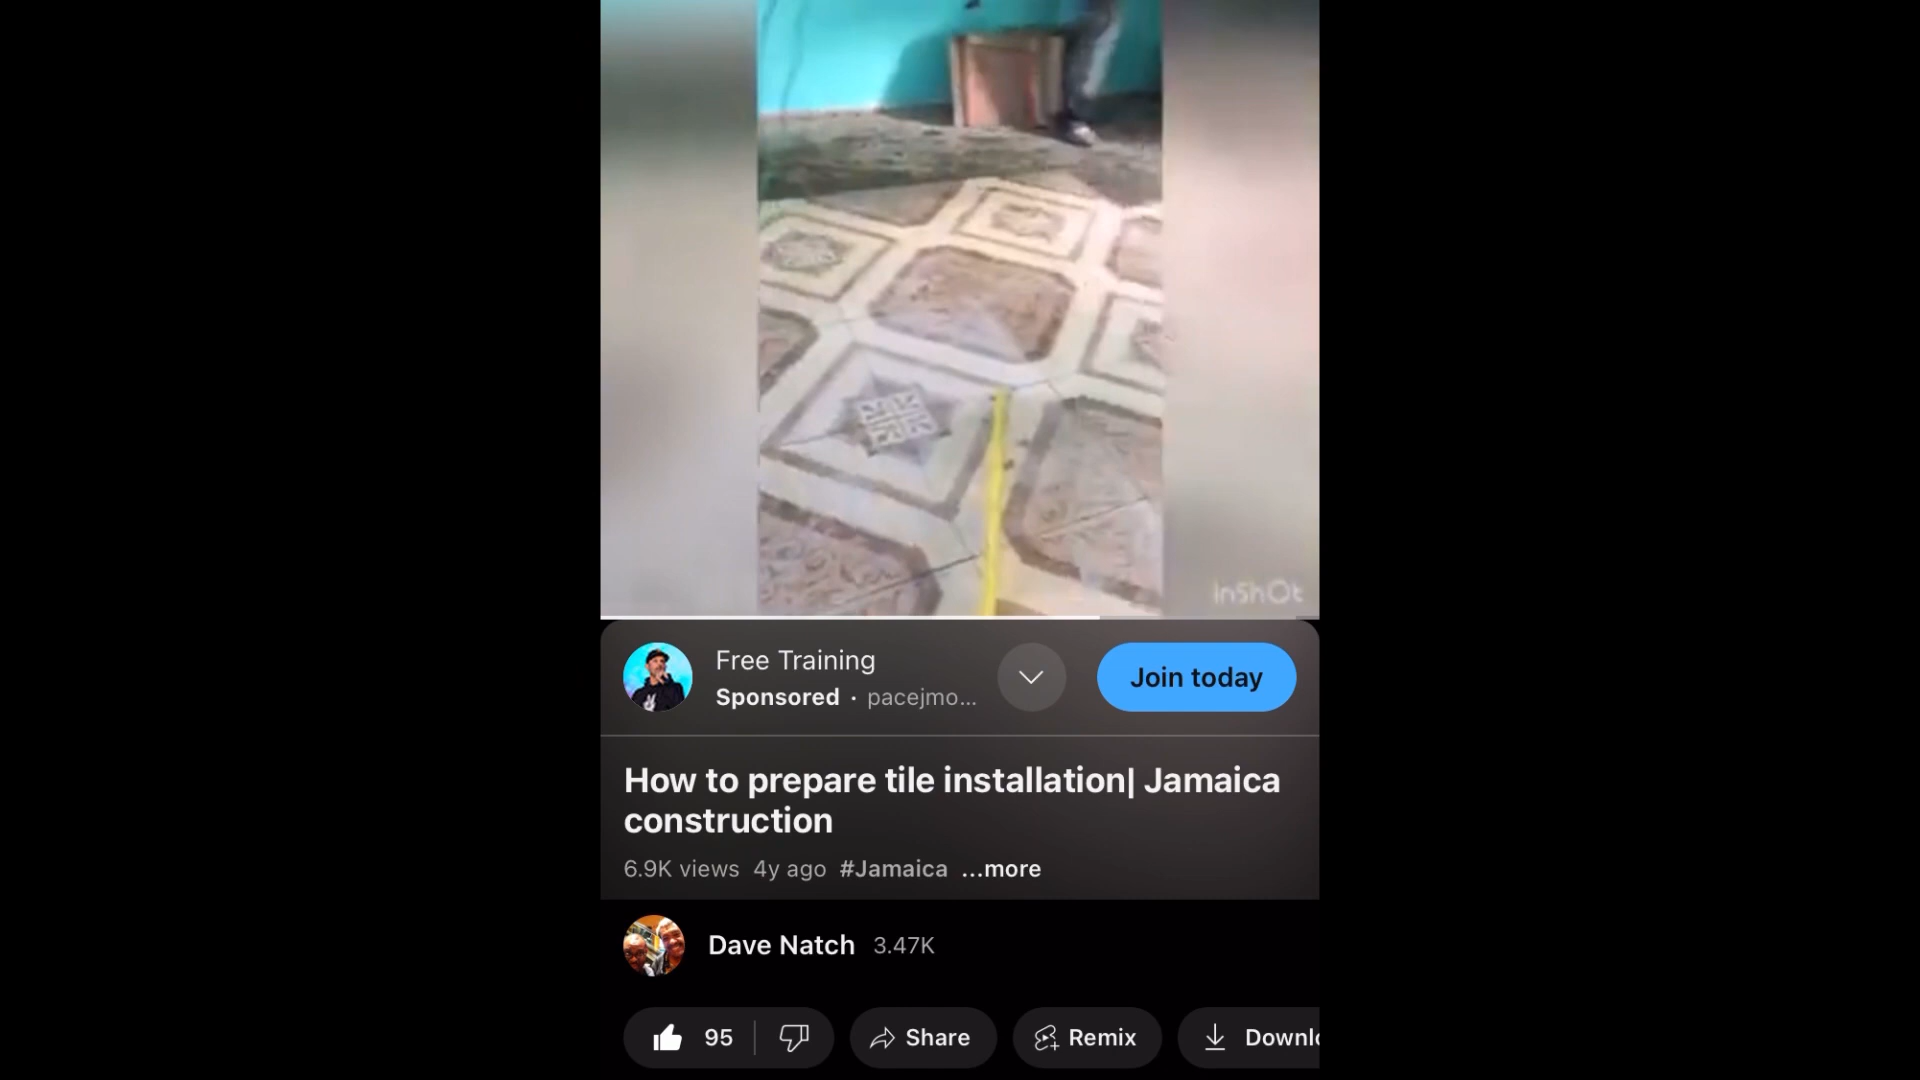 InShOt
Free Training
Sponsored · pacejmo...
Join today
How to prepare tile installation| Jamaica
construction
6.9K views 4y ago #Jamaica ...more
Dave Natch 3.47K
95 Share Remix Downlo